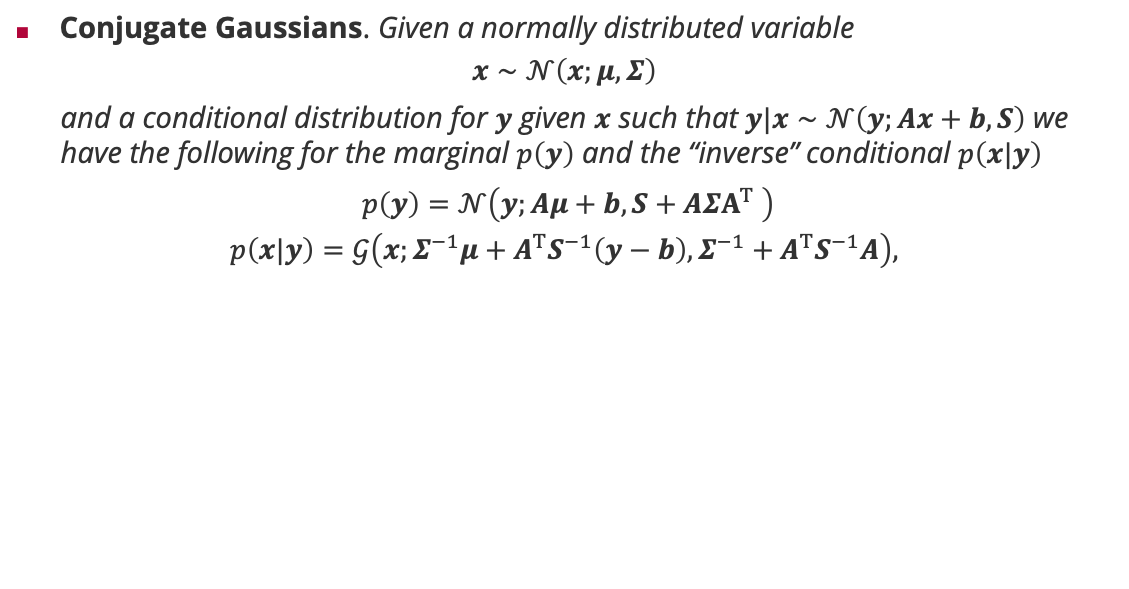 ▪ Conjugate Gaussians. Given a normally distributed variable
𝒙 ~ 𝒩(𝒙; 𝝁, 𝜮)
and a conditional distribution for 𝒚 given 𝒙 such that 𝒚|𝒙 ~ 𝒩(𝒚; 𝑨𝒙 + 𝒃, 𝑺) we
have the following for the marginal 𝑝(𝒚) and the “inverse” conditional 𝑝(𝒙|𝒚)
𝑝(𝒚) = 𝒩(𝒚; 𝑨𝝁 + 𝒃, 𝑺 + 𝑨𝜮𝐀ᵀ )
𝑝(𝒙|𝒚) = 𝒢(𝒙; 𝜮⁻¹𝝁 + 𝑨ᵀ𝑺⁻¹(𝒚 − 𝒃), 𝜮⁻¹ + 𝑨ᵀ𝑺⁻¹𝑨),